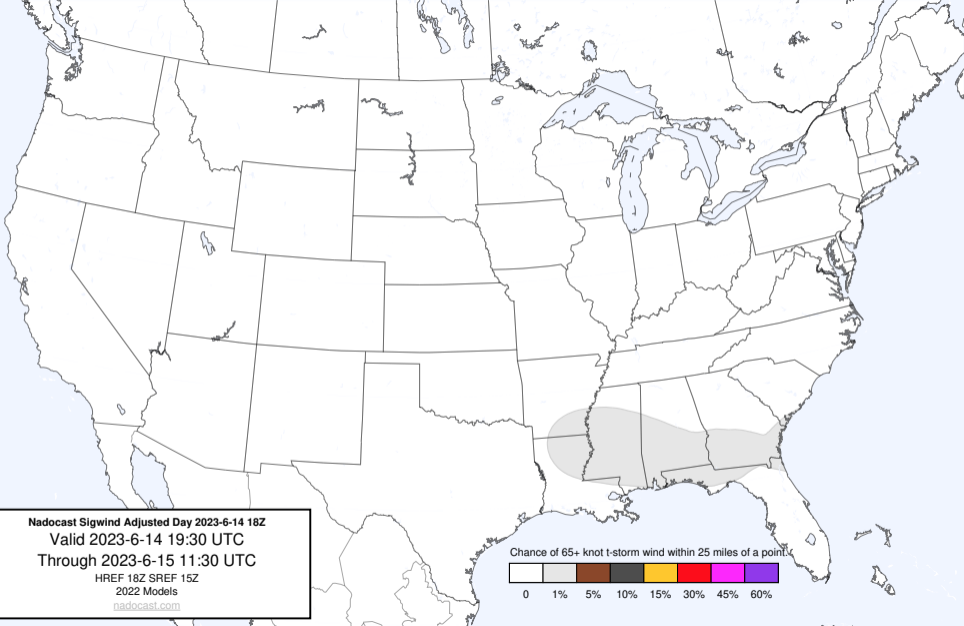 Nadocast Sigwind Adjusted Day 2023-6-14 18Z
Valid 2023-6-14 19:30 UTC
Through 2023-6-15 11:30 UTC
HREF 18Z SREF 15Z
2022 Models
nadocast.com
Chance of 65+ knot t-storm wind within 25 miles of a point.
0 1% 5% 10% 15% 30% 45% 60%